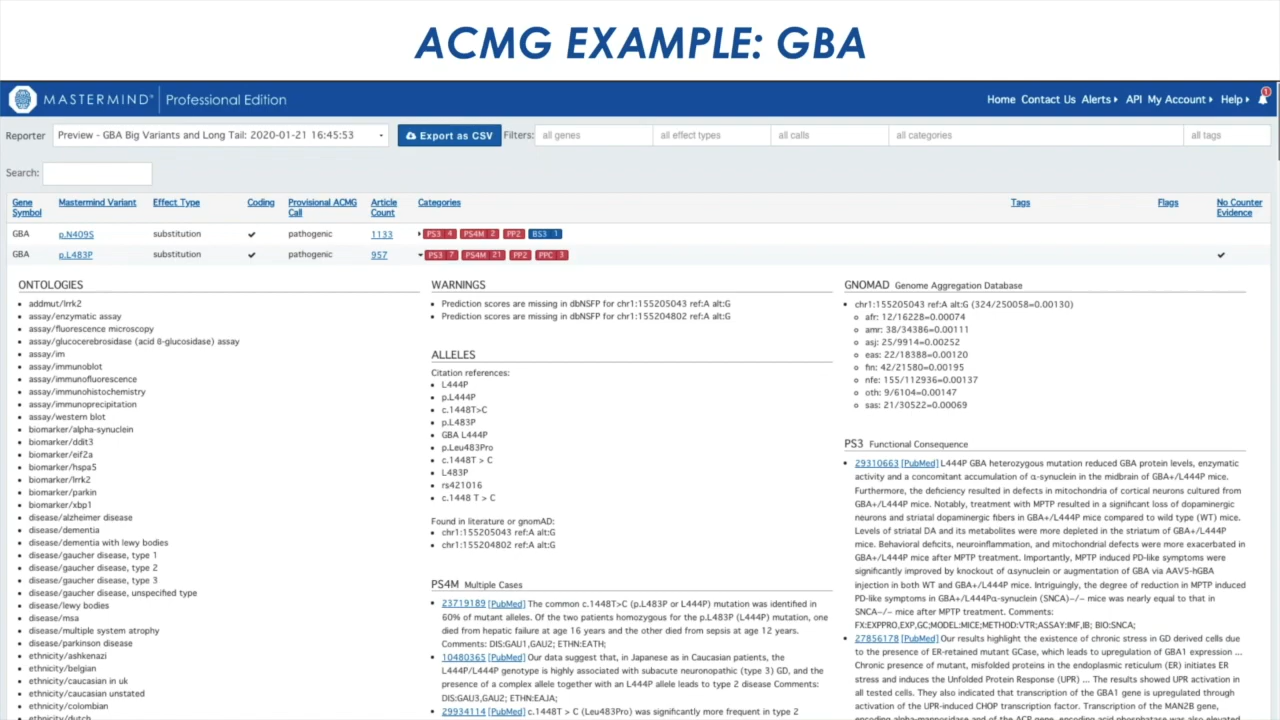 ACMG EXAMPLE: GBA
MASTERMIND® Professional Edition
Home Contact Us Alerts API My Account Help 1
Reporter Preview - GBA Big Variants and Long Tail: 2020-01-21 16:45:53 Export as CSV Filters: all genes all effect types all calls all categories all tags
Search:
Gene Symbol Mastermind Variant Effect Type Coding Provisional ACMG Call Article Count Categories Tags Flags No Counter Evidence
GBA p.N409S substitution ✔ pathogenic 1133 PS3 4 PS4M 2 PP2 BS3 1
GBA p.L483P substitution ✔ pathogenic 957 PS3 7 PS4M 21 PP2 PPC 3 ✔
ONTOLOGIES
• addmut/lrrk2
• assay/enzymatic assay
• assay/fluorescence microscopy
• assay/glucocerebrosidase (acid β-glucosidase) assay
• assay/im
• assay/immunoblot
• assay/immunofluorescence
• assay/immunohistochemistry
• assay/immunoprecipitation
• assay/western blot
• biomarker/alpha-synuclein
• biomarker/ddit3
• biomarker/eif2a
• biomarker/hspa5
• biomarker/lrrk2
• biomarker/parkin
• biomarker/xbp1
• disease/alzheimer disease
• disease/dementia
• disease/dementia with lewy bodies
• disease/gaucher disease, type 1
• disease/gaucher disease, type 2
• disease/gaucher disease, type 3
• disease/gaucher disease, unspecified type
• disease/lewy bodies
• disease/msa
• disease/multiple system atrophy
• disease/parkinson disease
• ethnicity/ashkenazi
• ethnicity/belgian
• ethnicity/caucasian in uk
• ethnicity/caucasian unstated
• ethnicity/colombian
• ethnicity/dutch
WARNINGS
• Prediction scores are missing in dbNSFP for chr1:155205043 ref:A alt:G
• Prediction scores are missing in dbNSFP for chr1:155204802 ref:A alt:G
ALLELES
Citation references:
• L444P
• p.L444P
• c.1448T>C
• p.L483P
• GBA L444P
• p.Leu483Pro
• c.1448T > C
• L483P
• rs421016
• c.1448 T > C
Found in literature or gnomAD:
• chr1:155205043 ref:A alt:G
• chr1:155204802 ref:A alt:G
PS4M Multiple Cases
• 23719189 [PubMed] The common c.1448T>C (p.L483P or L444P) mutation was identified in
60% of mutant alleles. Of the two patients homozygous for the p.L483P (L444P) mutation, one
died from hepatic failure at age 16 years and the other died from sepsis at age 12 years.
Comments: DIS:GAU1,GAU2; ETHN:EATH;
• 10480365 [PubMed] Our data suggest that, in Japanese as in Caucasian patients, the
L444P/L444P genotype is highly associated with subacute neuronopathic (type 3) GD, and the
presence of a complex allele together with an L444P allele leads to type 2 disease Comments:
DIS:GAU3,GAU2; ETHN:EAJA;
• 29934114 [PubMed] c.1448T > C (Leu483Pro) was significantly more frequent in type 2
GNOMAD Genome Aggregation Database
• chr1:155205043 ref:A alt:G (324/250058=0.00130)
o afr: 12/16228=0.00074
o amr: 38/34386=0.00111
o asj: 25/9914=0.00252
o eas: 22/18388=0.00120
o fin: 42/21580=0.00195
o nfe: 155/112936=0.00137
o oth: 9/6104=0.00147
o sas: 21/30522=0.00069
PS3 Functional Consequence
• 29310663 [PubMed] L444P GBA heterozygous mutation reduced GBA protein levels, enzymatic
activity and a concomitant accumulation of α-synuclein in the midbrain of GBA+/L444P mice.
Furthermore, the deficiency resulted in defects in mitochondria of cortical neurons cultured from
GBA+/L444P mice. Notably, treatment with MPTP resulted in a significant loss of dopaminergic
neurons and striatal dopaminergic fibers in GBA+/L444P mice compared to wild type (WT) mice.
Levels of striatal DA and its metabolites were more depleted in the striatum of GBA+/L444P
mice. Behavioral deficits, neuroinflammation, and mitochondrial defects were more exacerbated in
GBA+/L444P mice after MPTP treatment. Importantly, MPTP induced PD-like symptoms were
significantly improved by knockout of αsynuclein or augmentation of GBA via AAV5-hGBA
injection in both WT and GBA+/L444P mice. Intriguingly, the degree of reduction in MPTP induced
PD-like symptoms in GBA+/L444Pα-synuclein (SNCA)−/− mice was nearly equal to that in
SNCA−/− mice after MPTP treatment. Comments:
FX:EXPPRO,EXP,GC;MODEL:MICE;METHOD:VTR;ASSAY:IMF,IB; BIO:SNCA;
• 27856178 [PubMed] Our results highlight the existence of chronic stress in GD derived cells due
to the presence of ER-retained mutant GCase, which leads to upregulation of GBA1 expression ...
Chronic presence of mutant, misfolded proteins in the endoplasmic reticulum (ER) initiates ER
stress and induces the Unfolded Protein Response (UPR) ... The results showed UPR activation in
all tested cells. They also indicated that transcription of the GBA1 gene is upregulated through
activation of the UPR-induced CHOP transcription factor. Transcription of the MAN2B gene,
encoding alpha-mannosidase and of the ACP gene, encoding acid phosphatase was also elevated